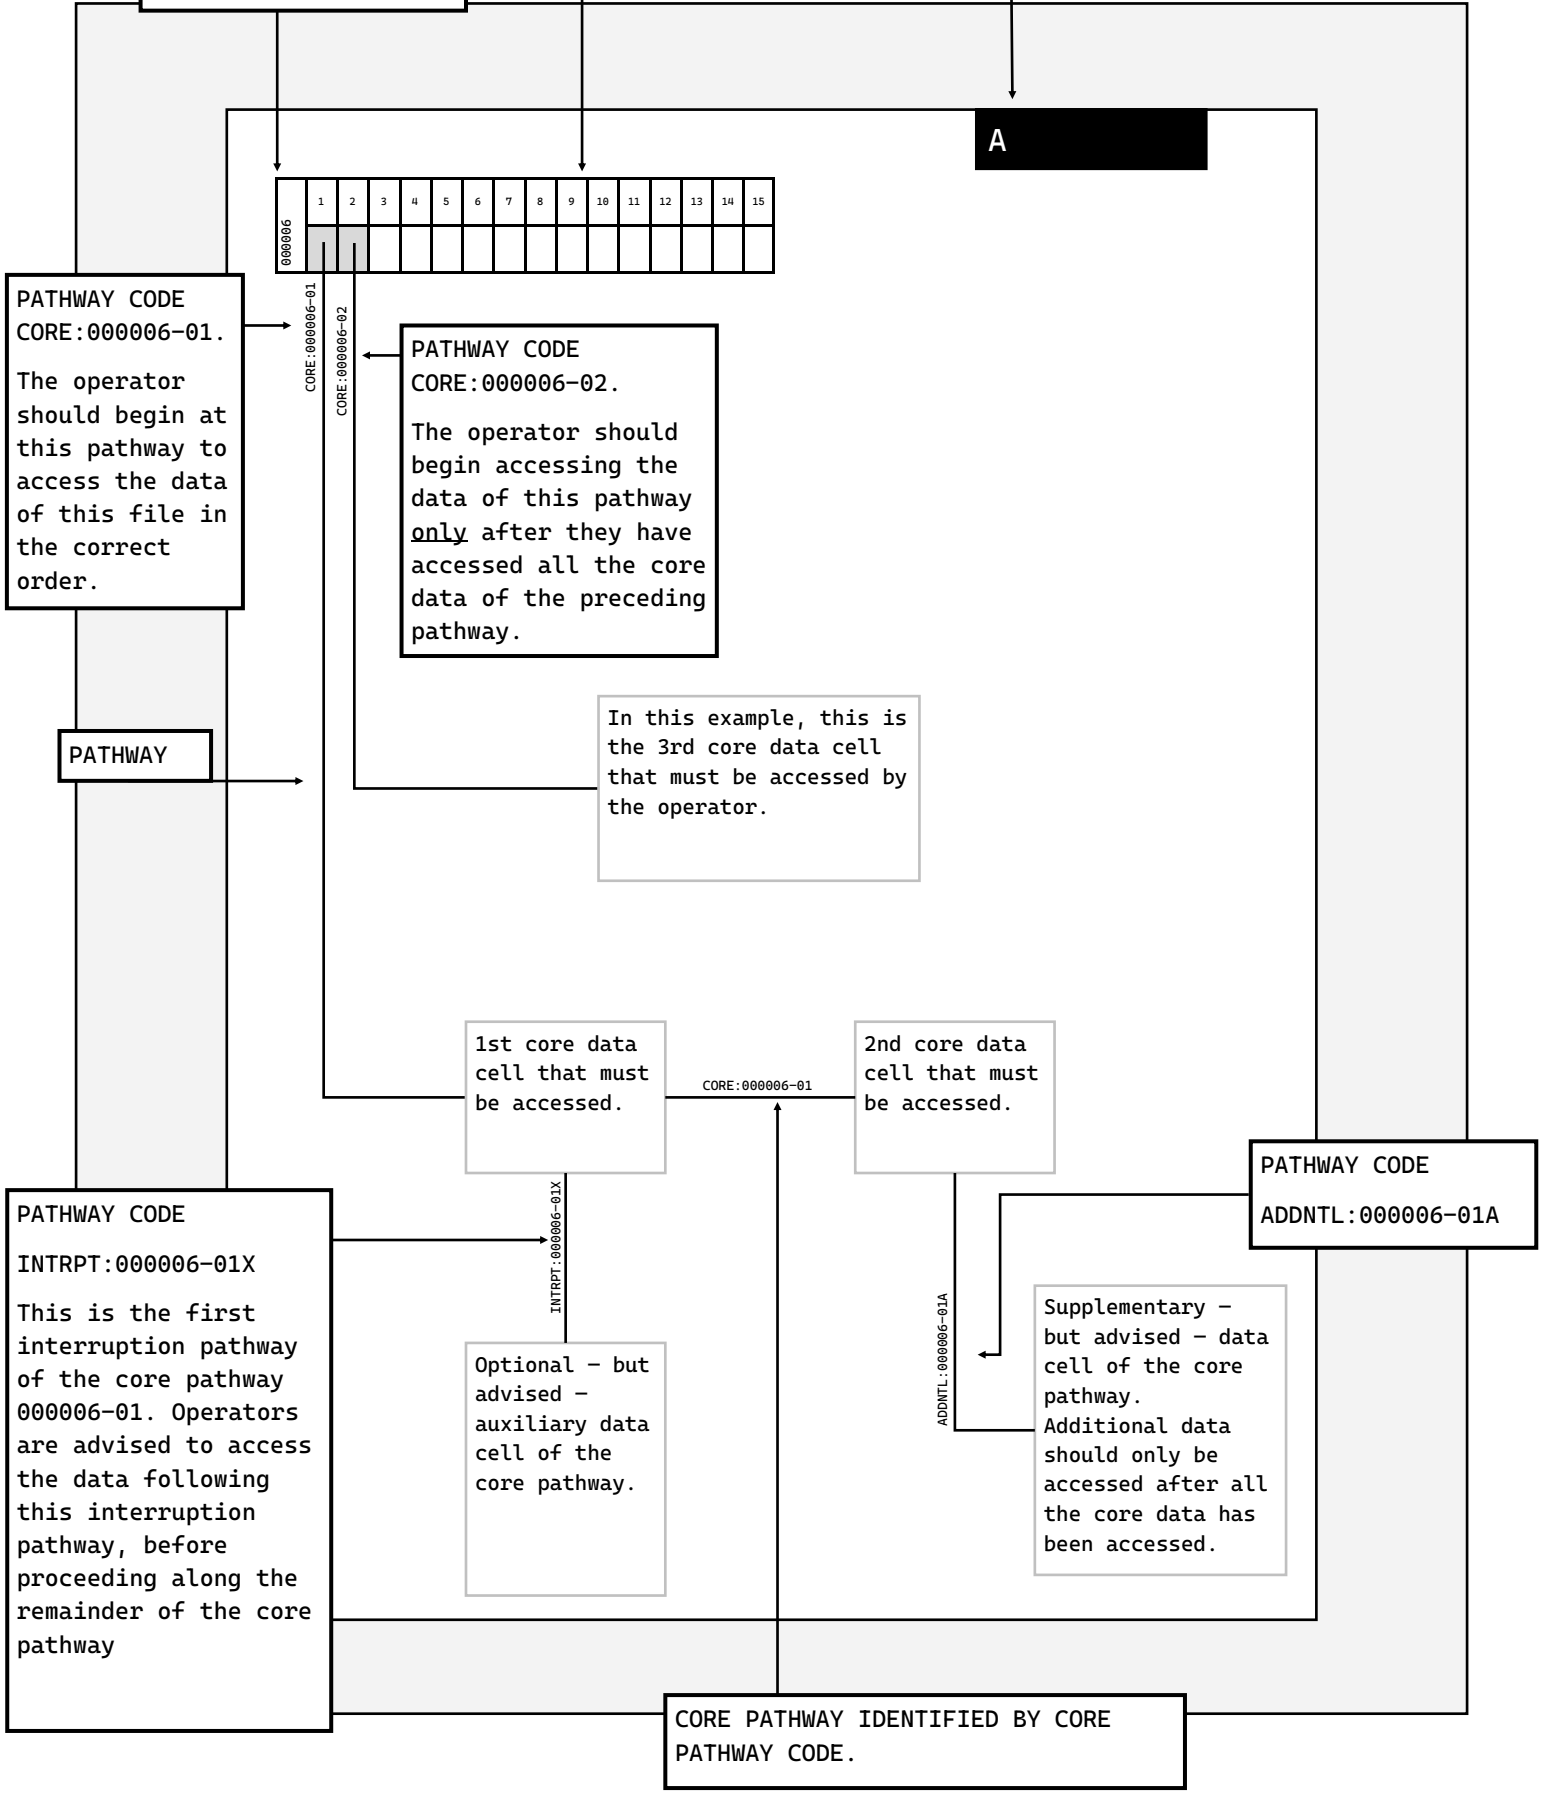 A
1 2 3 4 5 6 7 8 9 10 11 12 13 14 15
000006
PATHWAY CODE
CORE:000006-01.
The operator
should begin at
this pathway to
access the data
of this file in
the correct
order.
CORE:000006-01
CORE:000006-02
PATHWAY CODE
CORE:000006-02.
The operator should
begin accessing the
data of this pathway
only after they have
accessed all the core
data of the preceding
pathway.
PATHWAY
In this example, this is
the 3rd core data cell
that must be accessed by
the operator.
1st core data
cell that must
be accessed.
CORE:000006-01
2nd core data
cell that must
be accessed.
PATHWAY CODE
ADDNTL:000006-01A
PATHWAY CODE
INTRPT:000006-01X
This is the first
interruption pathway
of the core pathway
000006-01. Operators
are advised to access
the data following
this interruption
pathway, before
proceeding along the
remainder of the core
pathway
INTRPT:000006-01X
Optional – but
advised –
auxiliary data
cell of the
core pathway.
ADDNTL:000006-01A
Supplementary –
but advised – data
cell of the core
pathway.
Additional data
should only be
accessed after all
the core data has
been accessed.
CORE PATHWAY IDENTIFIED BY CORE
PATHWAY CODE.